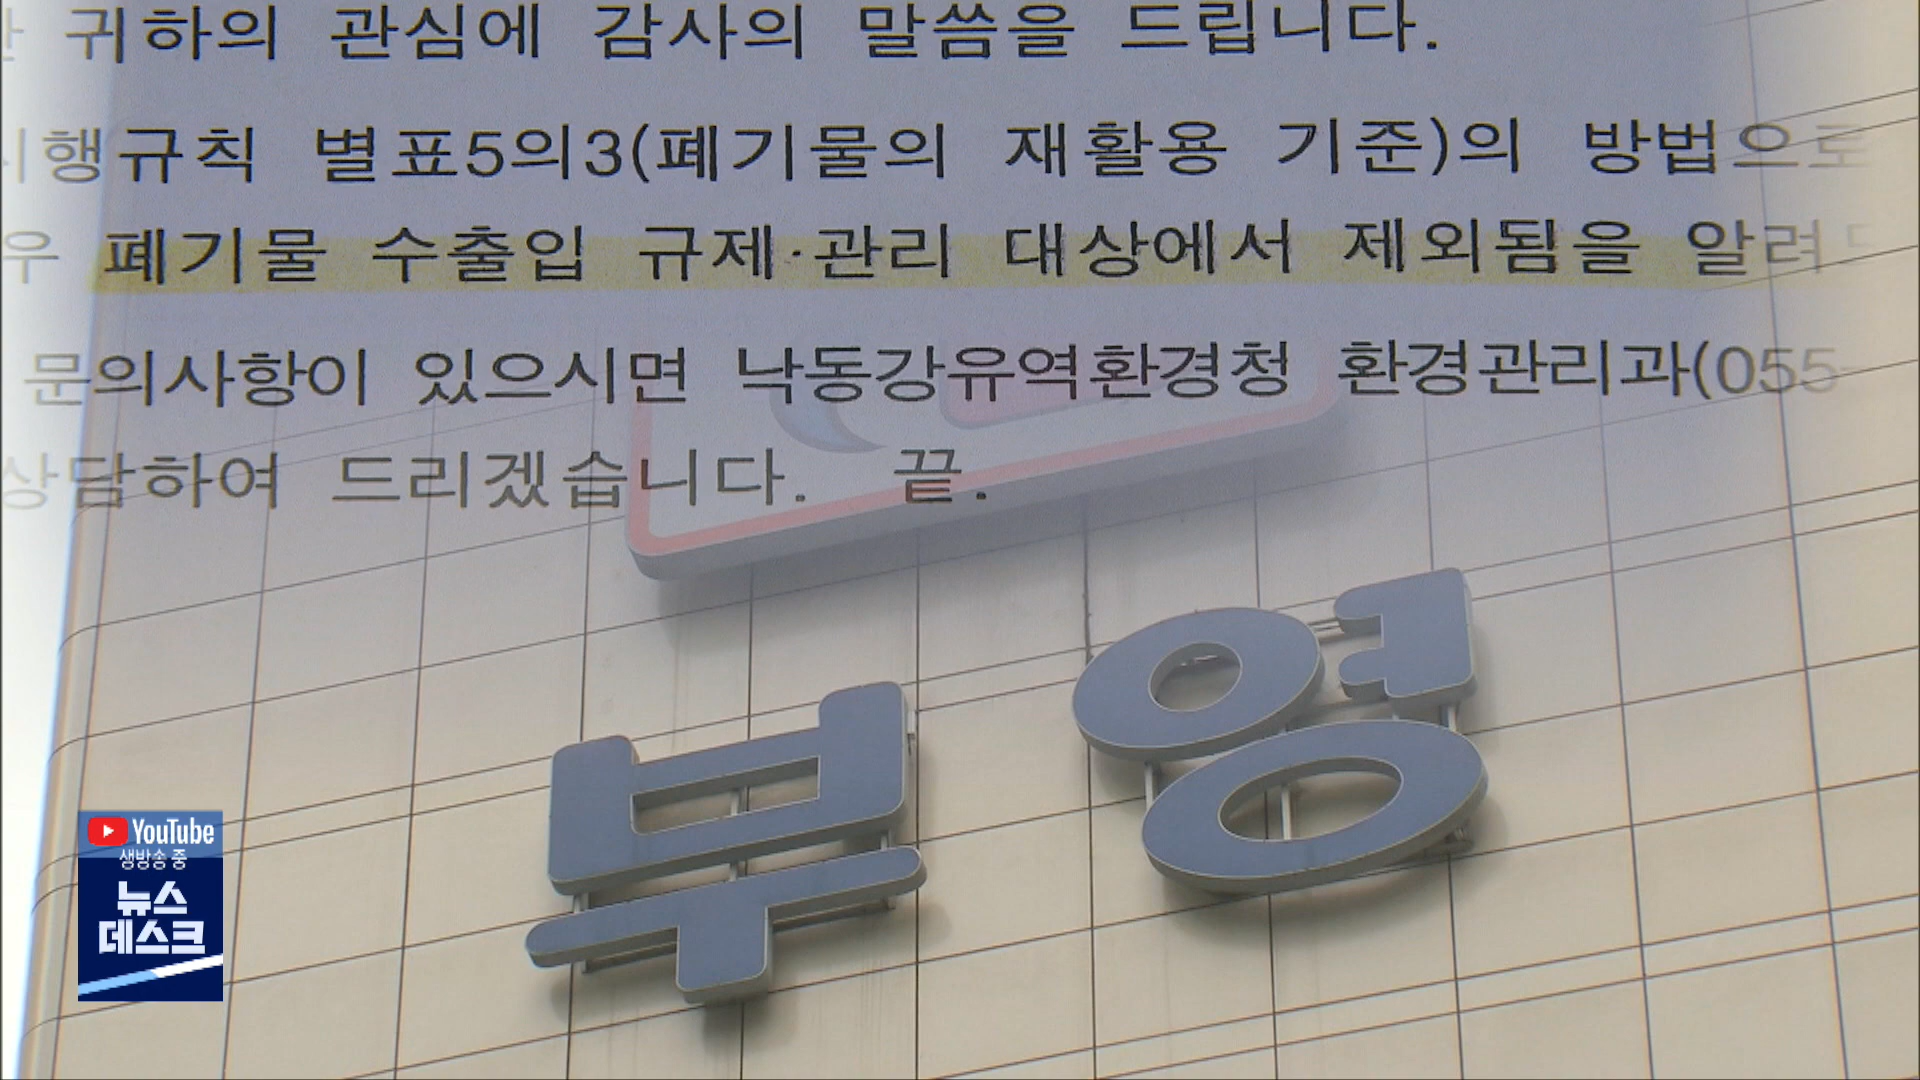 귀하의 관심에 감사의 말씀을 드립니다.
시행규칙 별표5의3(폐기물의 재활용 기준)의 방법으로
우 폐기물 수출입 규제·관리 대상에서 제외됨을 알려
문의사항이 있으시면 낙동강유역환경청 환경관리과(055-
상담하여 드리겠습니다. 끝.
부영
YouTube
생방송 중
뉴스
데스크